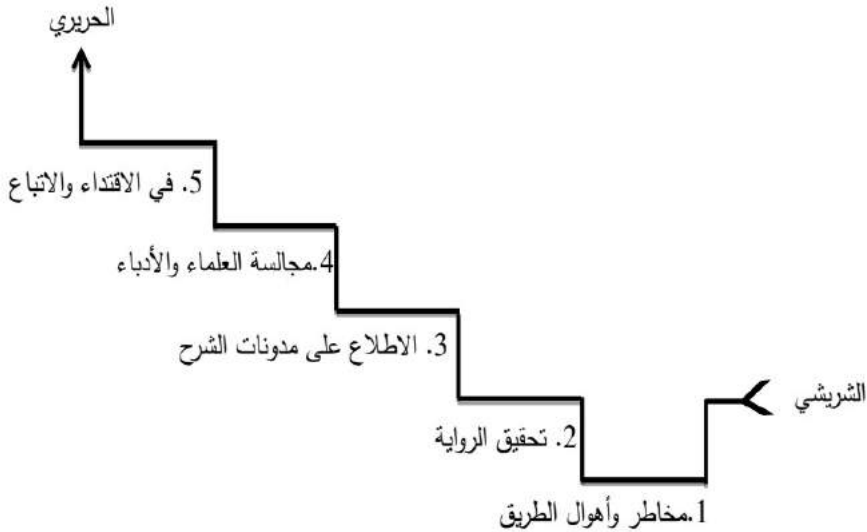 الحريري
5. في الاقتداء والاتباع
4.مجالسة العلماء والأدباء
3. الاطلاع على مدونات الشرح
الشريشي
2. تحقيق الرواية
1.مخاطر وأهوال الطريق